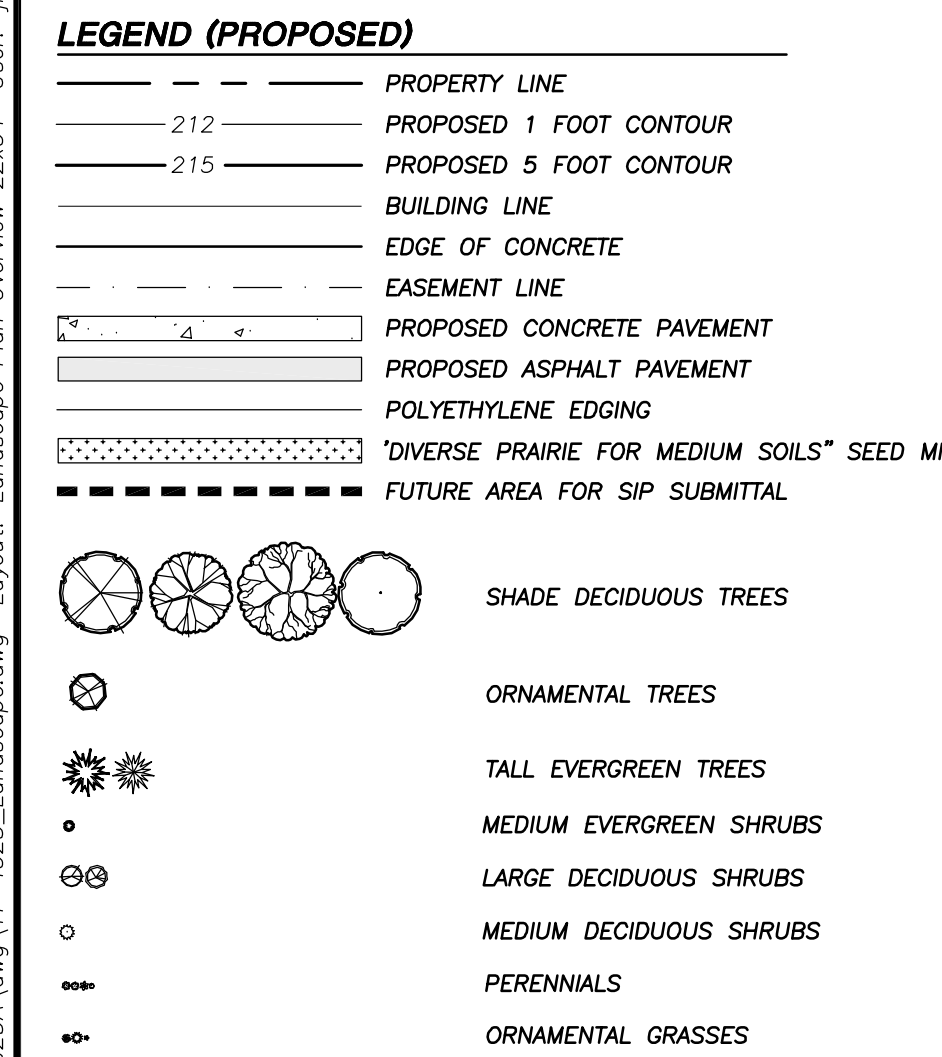 LEGEND (PROPOSED)
PROPERTY LINE
212 PROPOSED 1 FOOT CONTOUR
215 PROPOSED 5 FOOT CONTOUR
BUILDING LINE
EDGE OF CONCRETE
EASEMENT LINE
PROPOSED CONCRETE PAVEMENT
PROPOSED ASPHALT PAVEMENT
POLYETHYLENE EDGING
'DIVERSE PRAIRIE FOR MEDIUM SOILS" SEED
FUTURE AREA FOR SIP SUBMITTAL
SHADE DECIDUOUS TREES
ORNAMENTAL TREES
TALL EVERGREEN TREES
MEDIUM EVERGREEN SHRUBS
LARGE DECIDUOUS SHRUBS
MEDIUM DECIDUOUS SHRUBS
PERENNIALS
ORNAMENTAL GRASSES